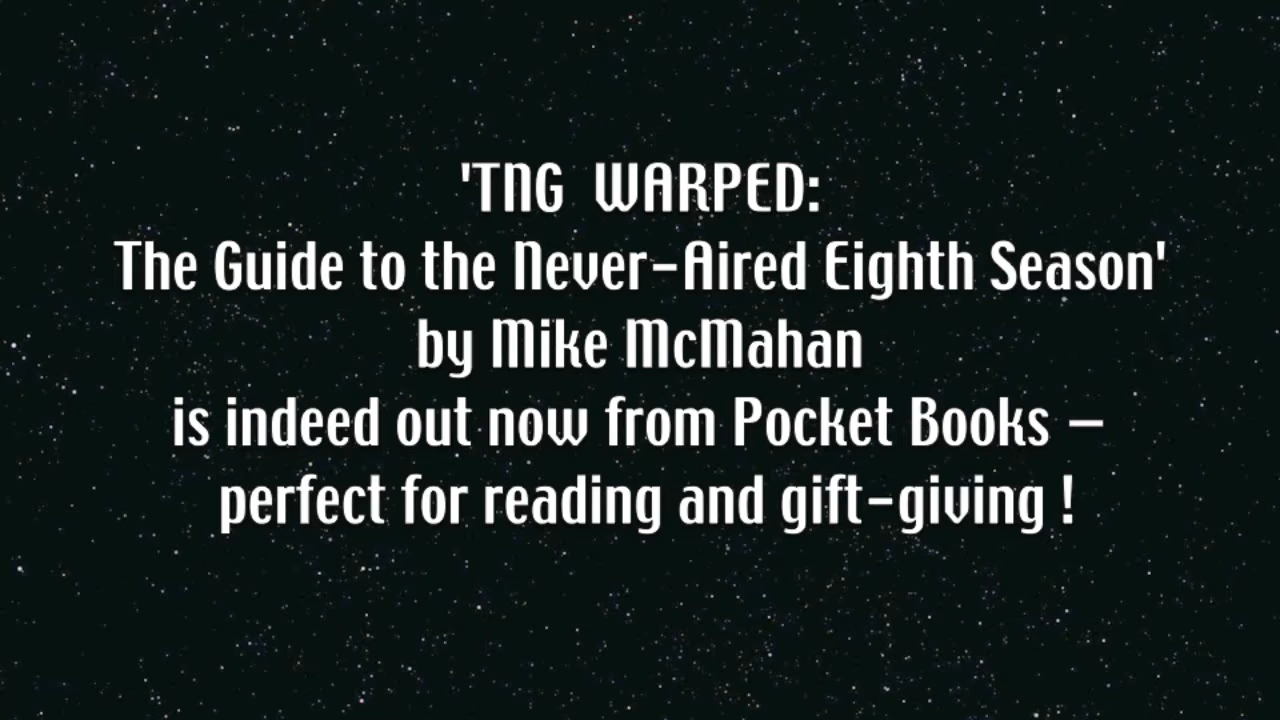 'TNG WARPED:
The Guide to the Never-Aired Eighth Season'
by Mike McMahan
is indeed out now from Pocket Books –
perfect for reading and gift-giving !